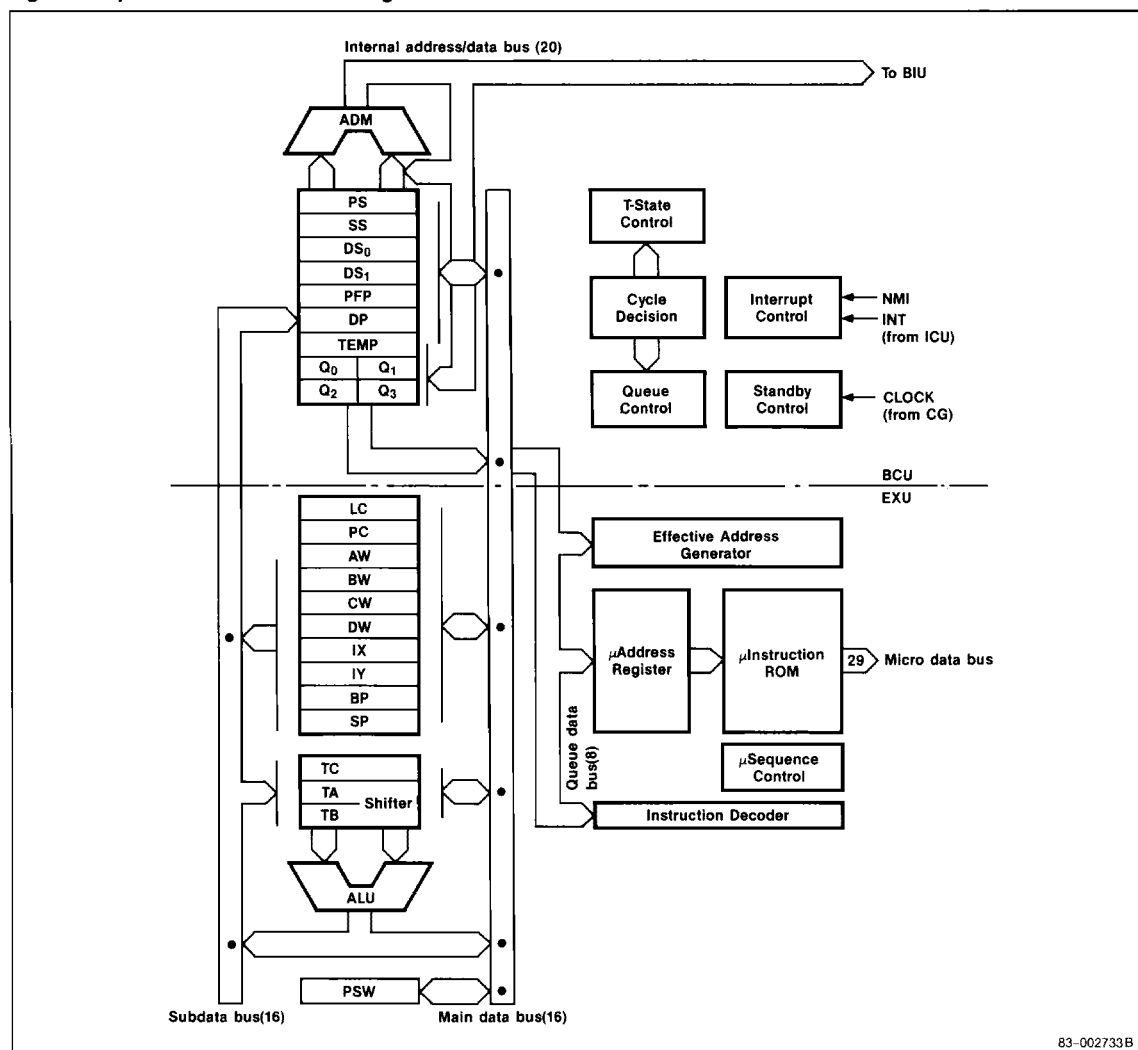 Internal address/data bus (20)
To BIU
ADM
PS
SS
DS0
DS1
PFP
DP
TEMP
Q0 Q1
Q2 Q3
T-State
Control
Cycle
Decision
Queue
Control
Interrupt
Control
NMI
INT
(from ICU)
Standby
Control
CLOCK
(from CG)
BCU
EXU
LC
PC
AW
BW
CW
DW
IX
IY
BP
SP
Effective Address
Generator
μAddress
Register
μInstruction
ROM
29
Micro data bus
μSequence
Control
Queue data
bus(8)
Instruction Decoder
TC
TA
TB
Shifter
ALU
PSW
Subdata bus(16)
Main data bus(16)
83-002733B